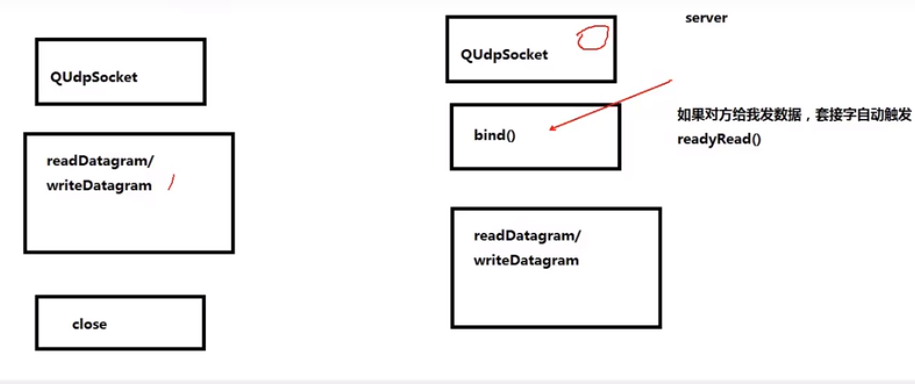 QUdpSocket
readDatagram/
writeDatagram
close
server
QUdpSocket
bind()
如果对方给我发数据，套接字自动触发
readyRead()
readDatagram/
writeDatagram